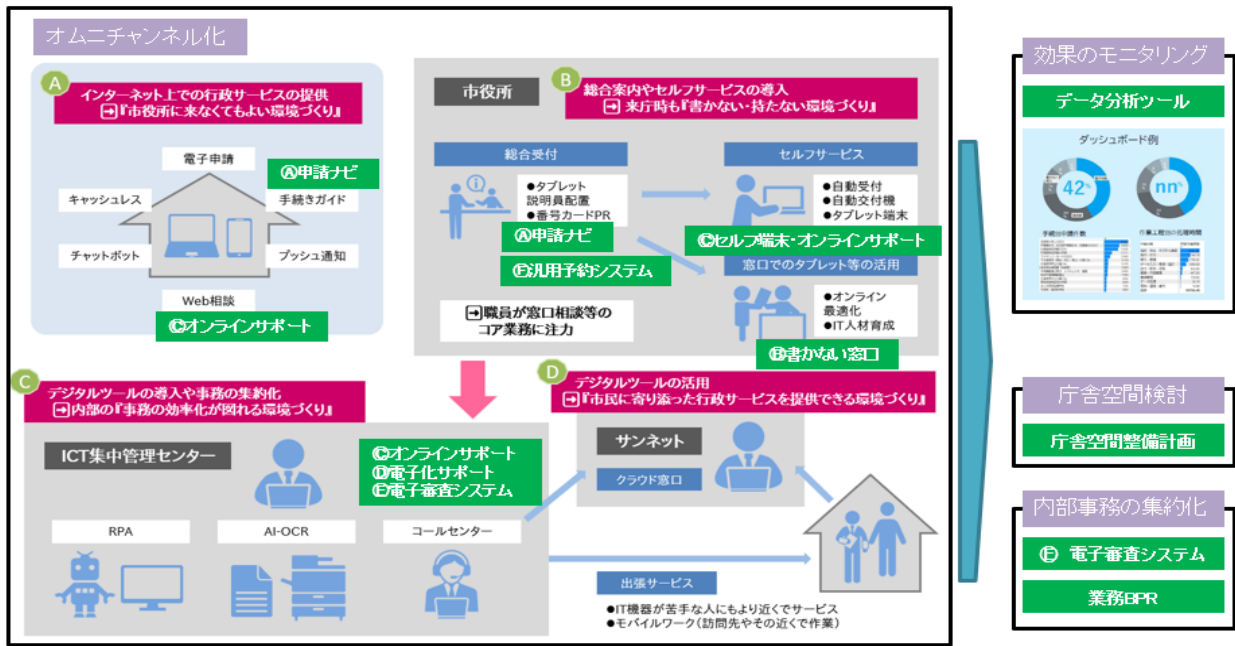 オムニチャンネル化
A
インターネット上での行政サービスの提供
→『市役所に来なくてもよい環境づくり』
電子申請
Ⓐ申請ナビ
キャッシュレス
手続きガイド
チャットボット
プッシュ通知
Web相談
Ⓒオンラインサポート
市役所
B
総合案内やセルフサービスの導入
→ 来庁時も『書かない・持たない環境づくり』
総合受付
●タブレット
説明員配置
●番号カードPR
Ⓐ申請ナビ
Ⓕ汎用予約システム
セルフサービス
●自動受付
●自動交付機
●タブレット端末
Ⓒセルフ端末・オンラインサポート
窓口でのタブレット等の活用
●オンライン
最適化
●IT人材育成
Ⓑ書かない窓口
→職員が窓口相談等の
コア業務に注力
C
デジタルツールの導入や事務の集約化
→内部の『事務の効率化が図れる環境づくり』
ICT集中管理センター
Ⓒオンラインサポート
Ⓓ電子化サポート
Ⓔ電子審査システム
RPA
AI-OCR
コールセンター
D
デジタルツールの活用
→『市民に寄り添った行政サービスを提供できる環境づくり』
サンネット
クラウド窓口
出張サービス
●IT機器が苦手な人にもより近くでサービス
●モバイルワーク(訪問先やその近くで作業)
効果のモニタリング
データ分析ツール
ダッシュボード例
42%
nn%
手続別申請件数
作業工程別の処理時間
庁舎空間検討
庁舎空間整備計画
内部事務の集約化
Ⓔ 電子審査システム
業務BPR